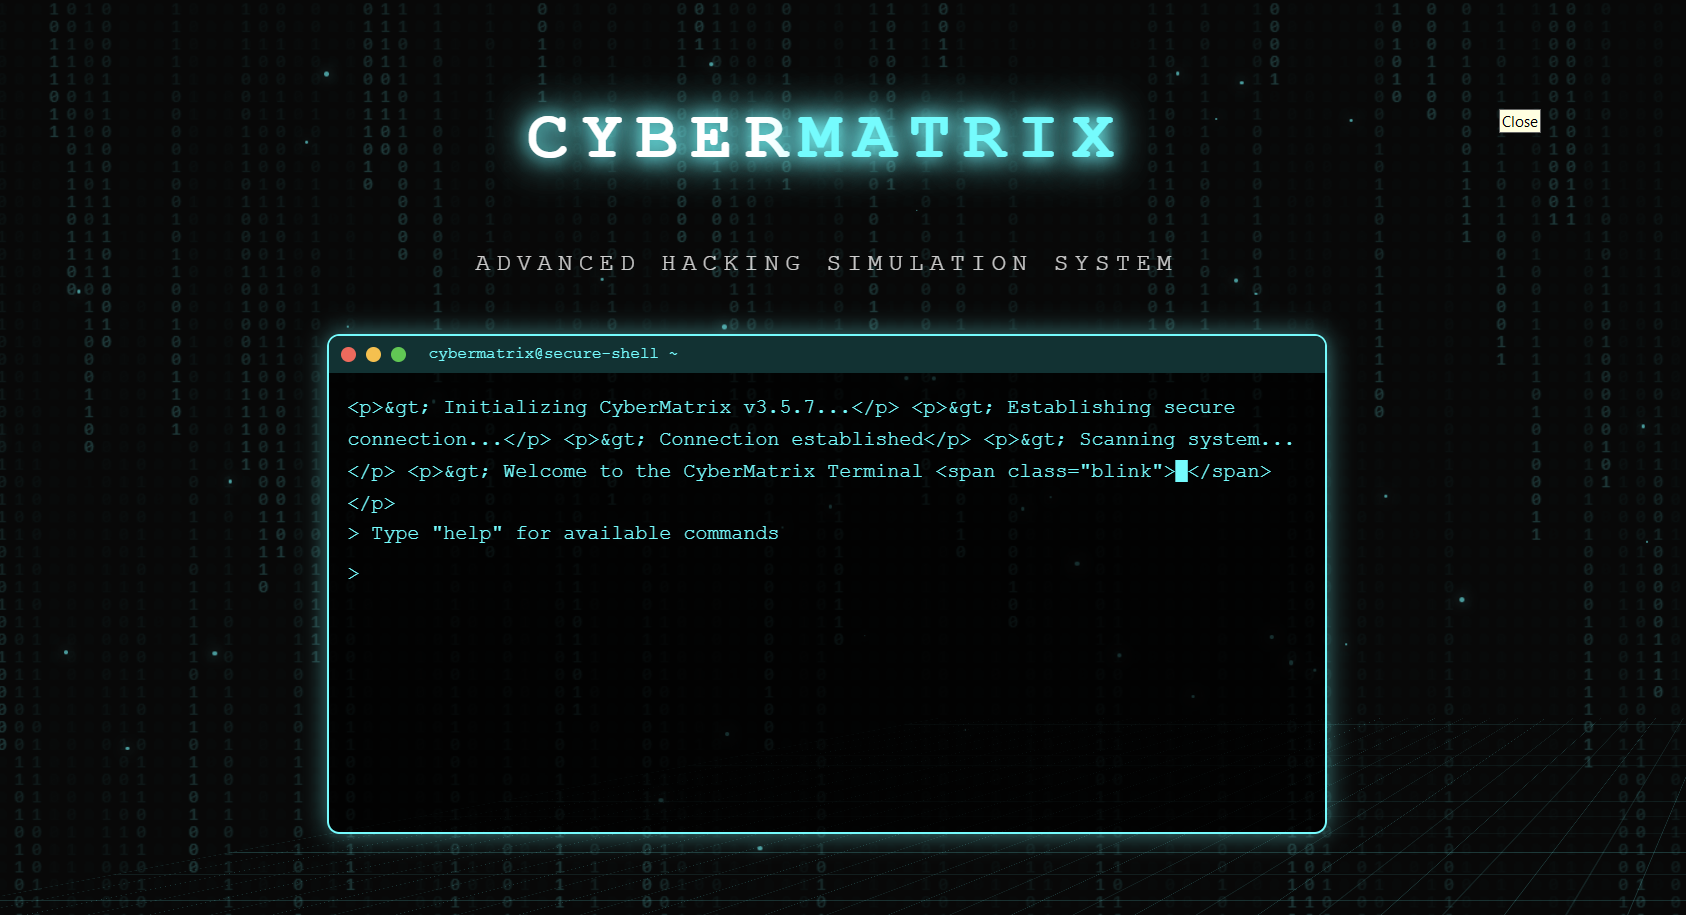 CYBERMATRIX
Close
ADVANCED HACKING SIMULATION SYSTEM
cybermatrix@secure-shell ~
<p>&gt; Initializing CyberMatrix v3.5.7...</p> <p>&gt; Establishing secure
connection...</p> <p>&gt; Connection established</p> <p>&gt; Scanning system...
</p> <p>&gt; Welcome to the CyberMatrix Terminal <span class="blink">█</span>
</p>
> Type "help" for available commands
>